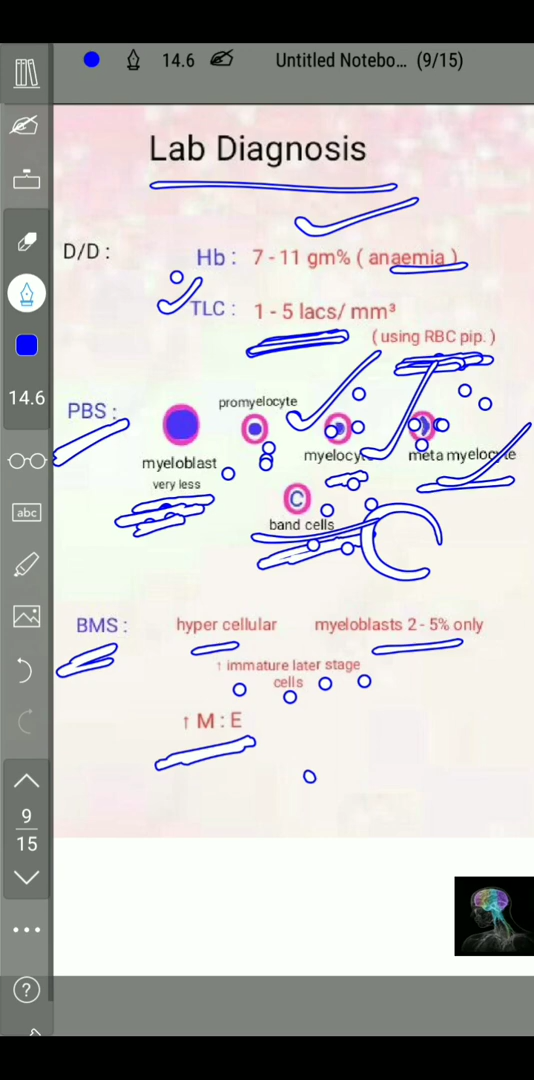 14.6 Untitled Notebo... (9/15)
Lab Diagnosis
D/D :
Hb : 7 - 11 gm% ( anaemia )
TLC : 1 - 5 lacs/ mm³
( using RBC pip. )
PBS :
promyelocyte
myeloblast
myelocyte
meta myelocyte
very less
C
band cells
BMS :
hyper cellular
myeloblasts 2 - 5% only
↑ immature later stage
cells
↑ M : E
14.6
abc
9
15
?